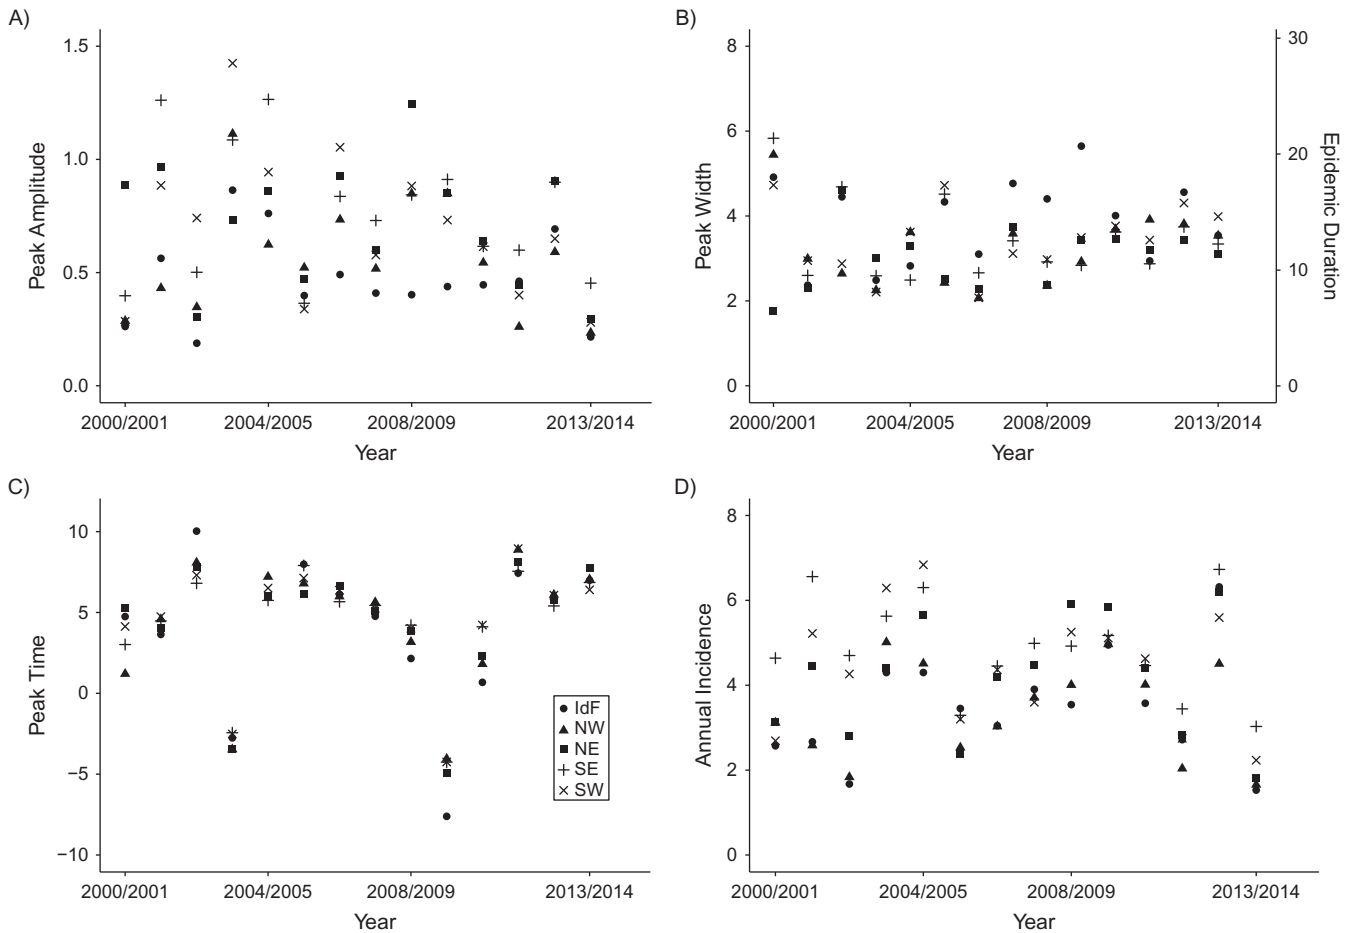 A)
1.5
1.0
0.5
0.0
Peak Amplitude
2000/2001 2004/2005 2008/2009 2013/2014
Year
B)
8
6
4
2
0
Peak Width
30
20
10
0
Epidemic Duration
2000/2001 2004/2005 2008/2009 2013/2014
Year
C)
10
5
0
−5
−10
Peak Time
IdF
NW
NE
SE
SW
2000/2001 2004/2005 2008/2009 2013/2014
Year
D)
8
6
4
2
0
Annual Incidence
2000/2001 2004/2005 2008/2009 2013/2014
Year